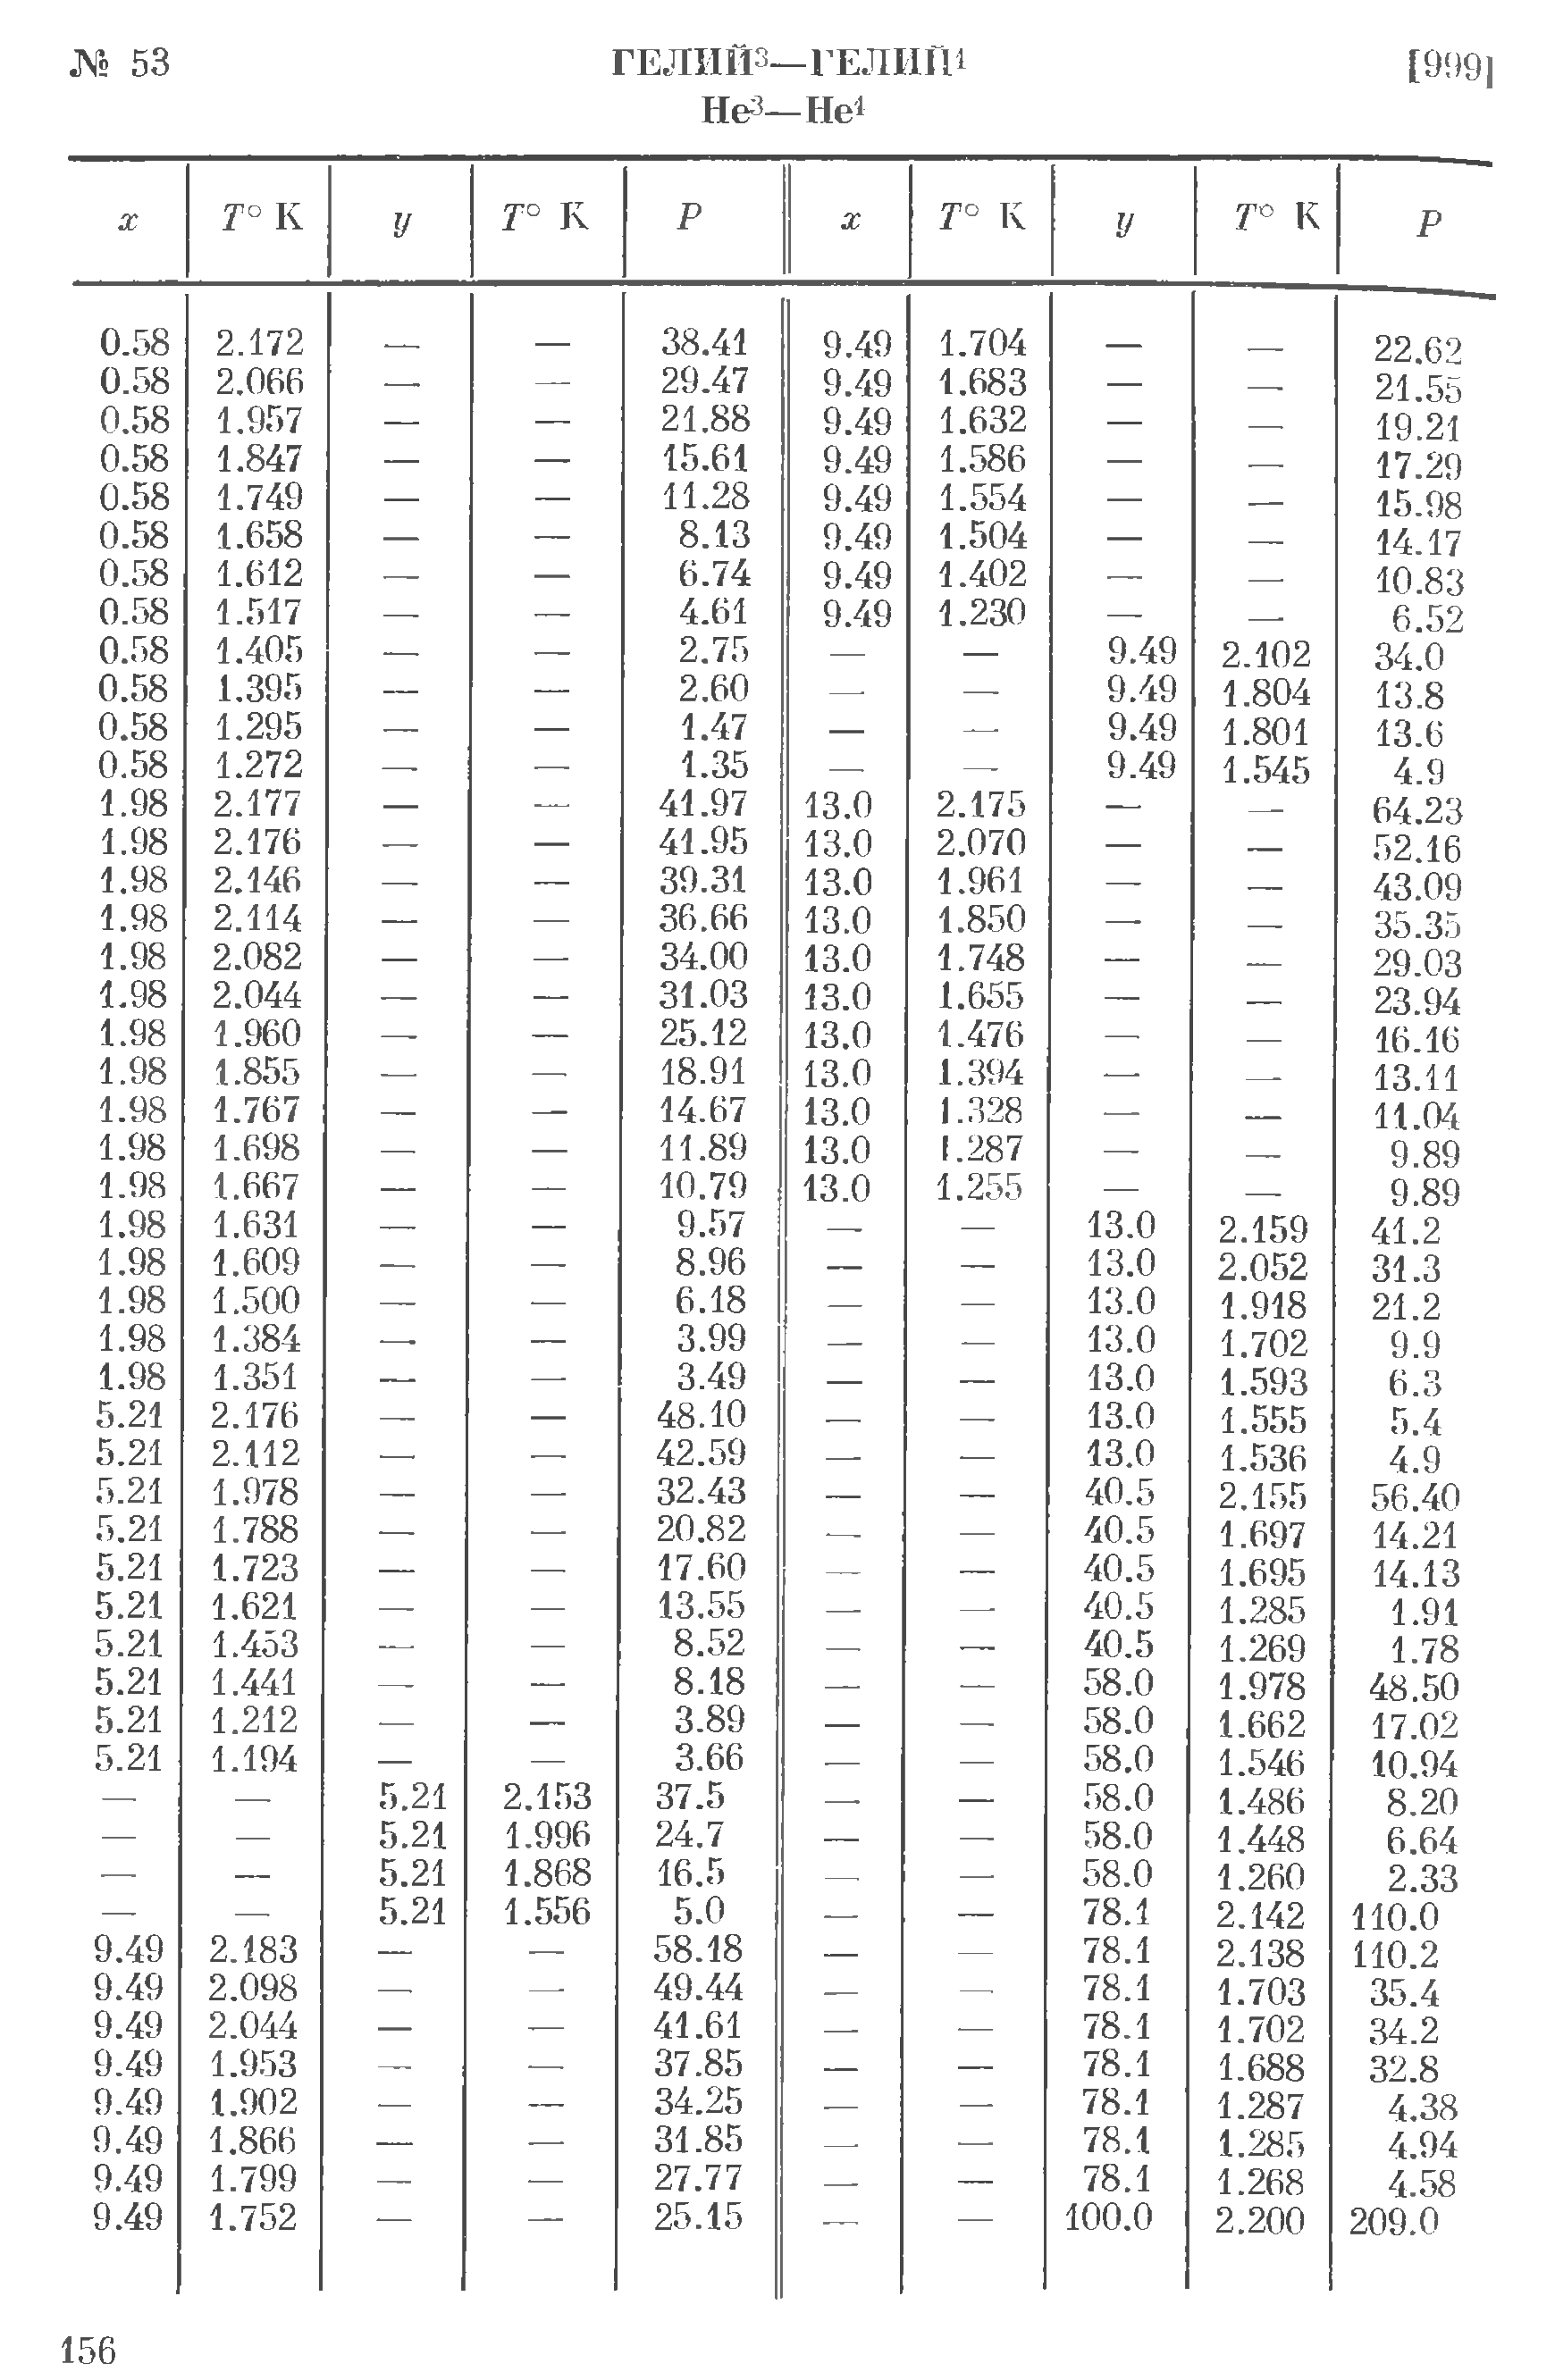 № 53 ГЕЛИЙ³—ГЕЛИЙ⁴ [999]
He³—He⁴
x T° K y T° K P x T° K y T° K P
0.58 2.172 — — 38.41 9.49 1.704 — — 22.62
0.58 2.066 — — 29.47 9.49 1.683 — — 21.55
0.58 1.957 — — 21.88 9.49 1.632 — — 19.21
0.58 1.847 — — 15.61 9.49 1.586 — — 17.29
0.58 1.749 — — 11.28 9.49 1.554 — — 15.98
0.58 1.658 — — 8.13 9.49 1.504 — — 14.17
0.58 1.612 — — 6.74 9.49 1.402 — — 10.83
0.58 1.517 — — 4.61 9.49 1.230 — — 6.52
0.58 1.405 — — 2.75 — — 9.49 2.102 34.0
0.58 1.395 — — 2.60 — — 9.49 1.804 13.8
0.58 1.295 — — 1.47 — — 9.49 1.801 13.6
0.58 1.272 — — 1.35 — — 9.49 1.545 4.9
1.98 2.177 — — 41.97 13.0 2.175 — — 64.23
1.98 2.176 — — 41.95 13.0 2.070 — — 52.16
1.98 2.146 — — 39.31 13.0 1.961 — — 43.09
1.98 2.114 — — 36.66 13.0 1.850 — — 35.35
1.98 2.082 — — 34.00 13.0 1.748 — — 29.03
1.98 2.044 — — 31.03 13.0 1.655 — — 23.94
1.98 1.960 — — 25.12 13.0 1.476 — — 16.16
1.98 1.855 — — 18.91 13.0 1.394 — — 13.11
1.98 1.767 — — 14.67 13.0 1.328 — — 11.04
1.98 1.698 — — 11.89 13.0 1.287 — — 9.89
1.98 1.667 — — 10.79 13.0 1.255 — — 9.89
1.98 1.631 — — 9.57 — — 13.0 2.159 41.2
1.98 1.609 — — 8.96 — — 13.0 2.052 31.3
1.98 1.500 — — 6.18 — — 13.0 1.918 21.2
1.98 1.384 — — 3.99 — — 13.0 1.702 9.9
1.98 1.351 — — 3.49 — — 13.0 1.593 6.3
5.21 2.176 — — 48.10 — — 13.0 1.555 5.4
5.21 2.112 — — 42.59 — — 13.0 1.536 4.9
5.21 1.978 — — 32.43 — — 40.5 2.155 56.40
5.21 1.788 — — 20.82 — — 40.5 1.697 14.21
5.21 1.723 — — 17.60 — — 40.5 1.695 14.13
5.21 1.621 — — 13.55 — — 40.5 1.285 1.91
5.21 1.453 — — 8.52 — — 40.5 1.269 1.78
5.21 1.441 — — 8.18 — — 58.0 1.978 48.50
5.21 1.212 — — 3.89 — — 58.0 1.662 17.02
5.21 1.194 — — 3.66 — — 58.0 1.546 10.94
— — 5.21 2.153 37.5 — — 58.0 1.486 8.20
— — 5.21 1.996 24.7 — — 58.0 1.448 6.64
— — 5.21 1.868 16.5 — — 58.0 1.260 2.33
— — 5.21 1.556 5.0 — — 78.1 2.142 110.0
9.49 2.183 — — 58.18 — — 78.1 2.138 110.2
9.49 2.098 — — 49.44 — — 78.1 1.703 35.4
9.49 2.044 — — 41.61 — — 78.1 1.702 34.2
9.49 1.953 — — 37.85 — — 78.1 1.688 32.8
9.49 1.902 — — 34.25 — — 78.1 1.287 4.38
9.49 1.866 — — 31.85 — — 78.1 1.285 4.94
9.49 1.799 — — 27.77 — — 78.1 1.268 4.58
9.49 1.752 — — 25.15 — — 100.0 2.200 209.0
156